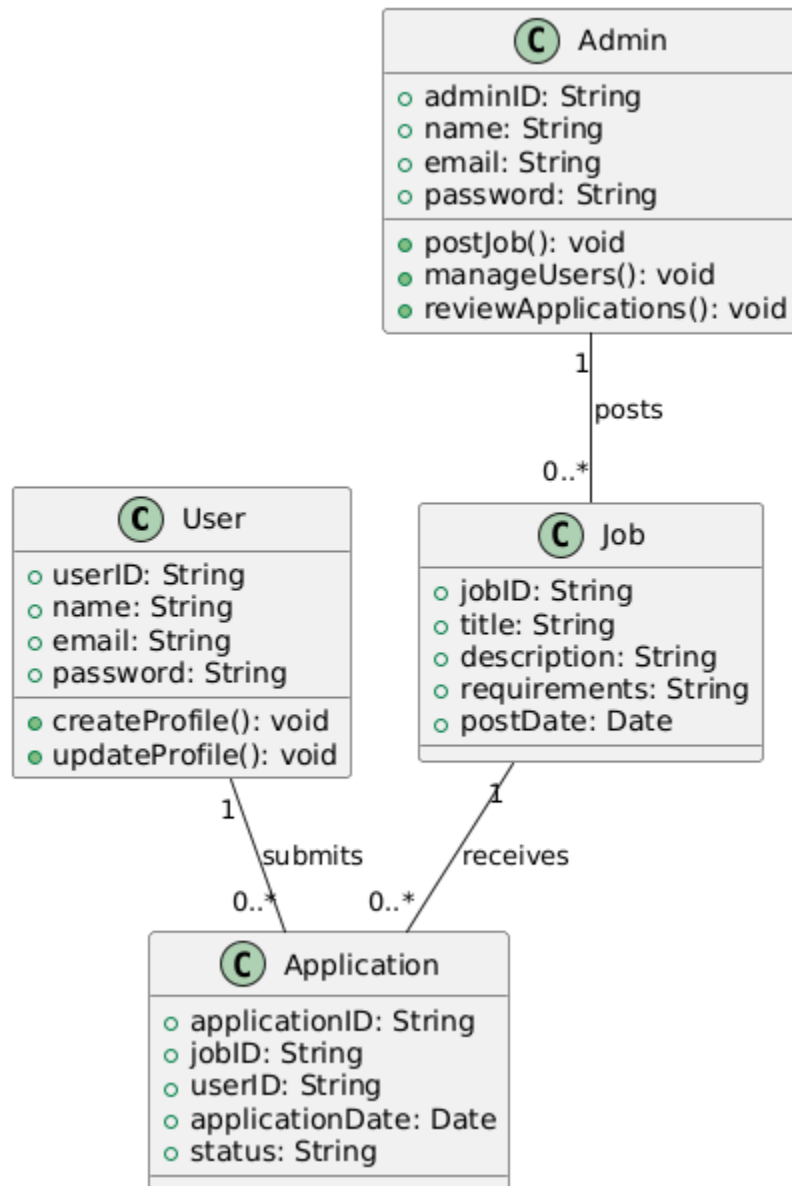 C Admin
adminID: String
name: String
email: String
password: String
postJob(): void
manageUsers(): void
reviewApplications(): void
1
posts
0..*
C User
userID: String
name: String
email: String
password: String
createProfile(): void
updateProfile(): void
C Job
jobID: String
title: String
description: String
requirements: String
postDate: Date
1
submits
0..*
1
receives
0..*
C Application
applicationID: String
jobID: String
userID: String
applicationDate: Date
status: String